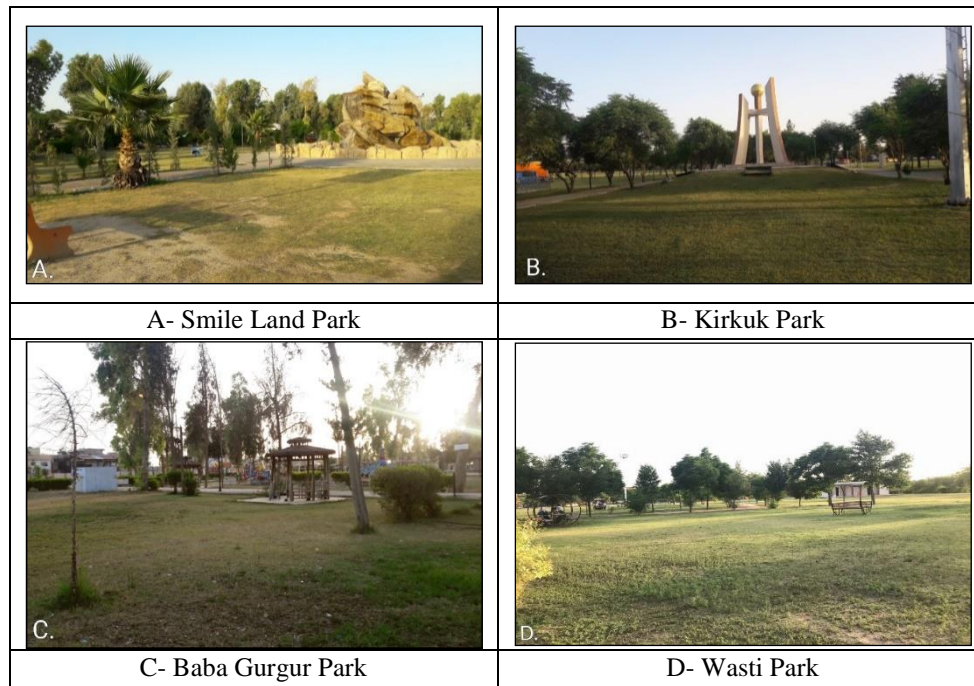 A.
B.
A- Smile Land Park
B- Kirkuk Park
C.
D.
C- Baba Gurgur Park
D- Wasti Park